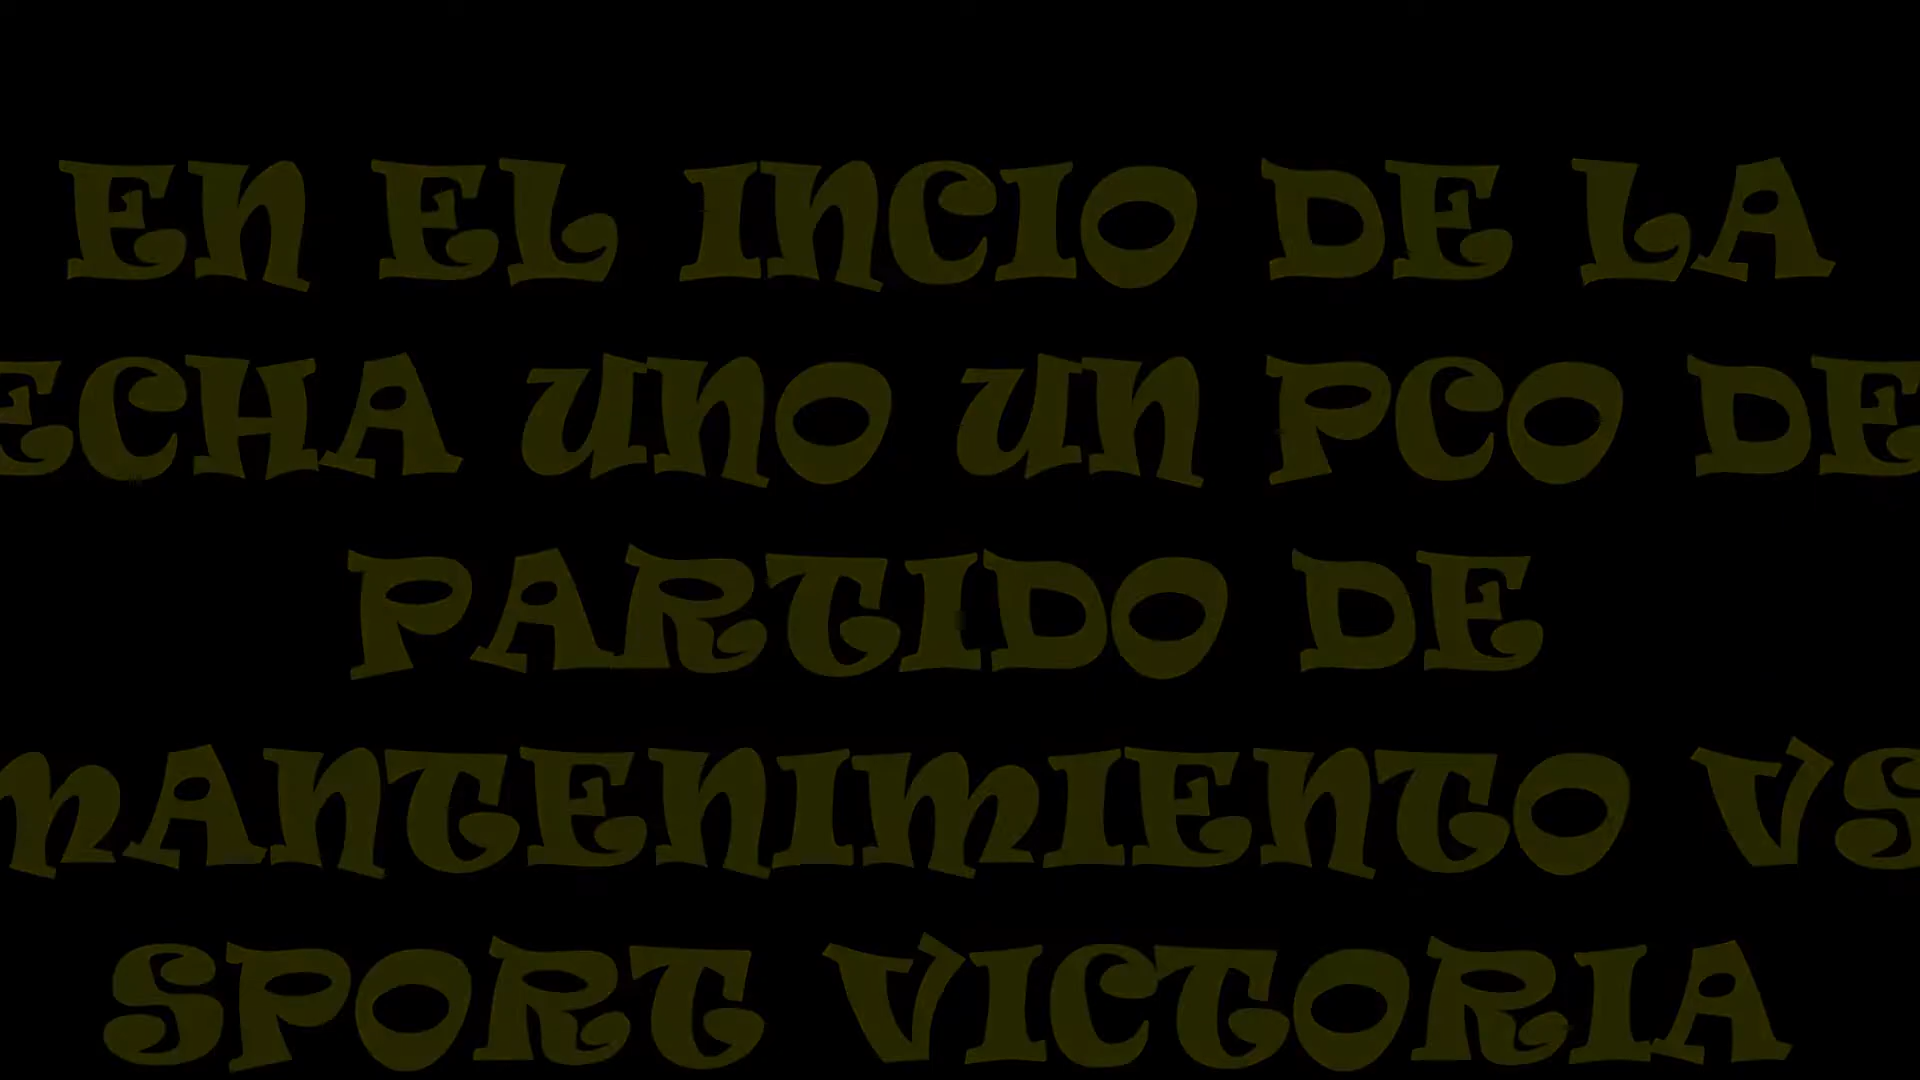 EN EL INCIO DE LA
ECHA UNO UN PCO DE
PARTIDO DE
MANTENIMIENTO VS
SPORT VICTORIA